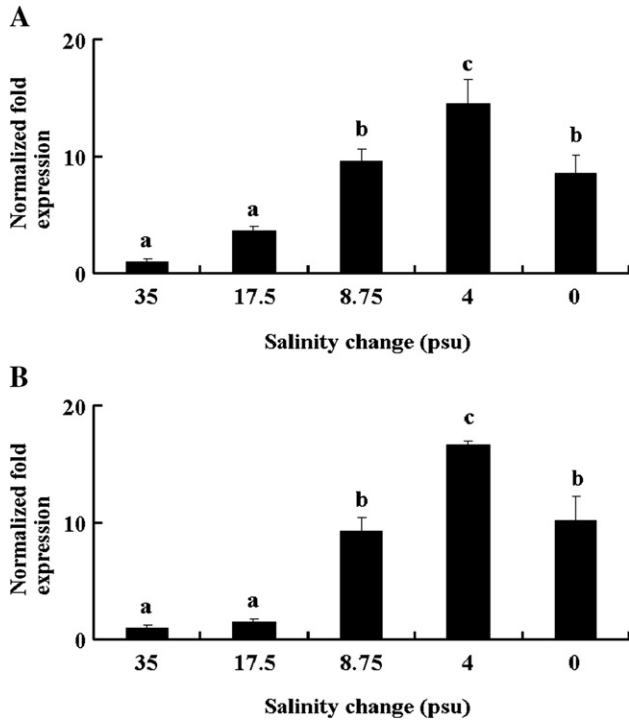 A
Normalized fold
expression
20
10
0
a
a
b
c
b
35 17.5 8.75 4 0
Salinity change (psu)
B
Normalized fold
expression
20
10
0
a
a
b
c
b
35 17.5 8.75 4 0
Salinity change (psu)